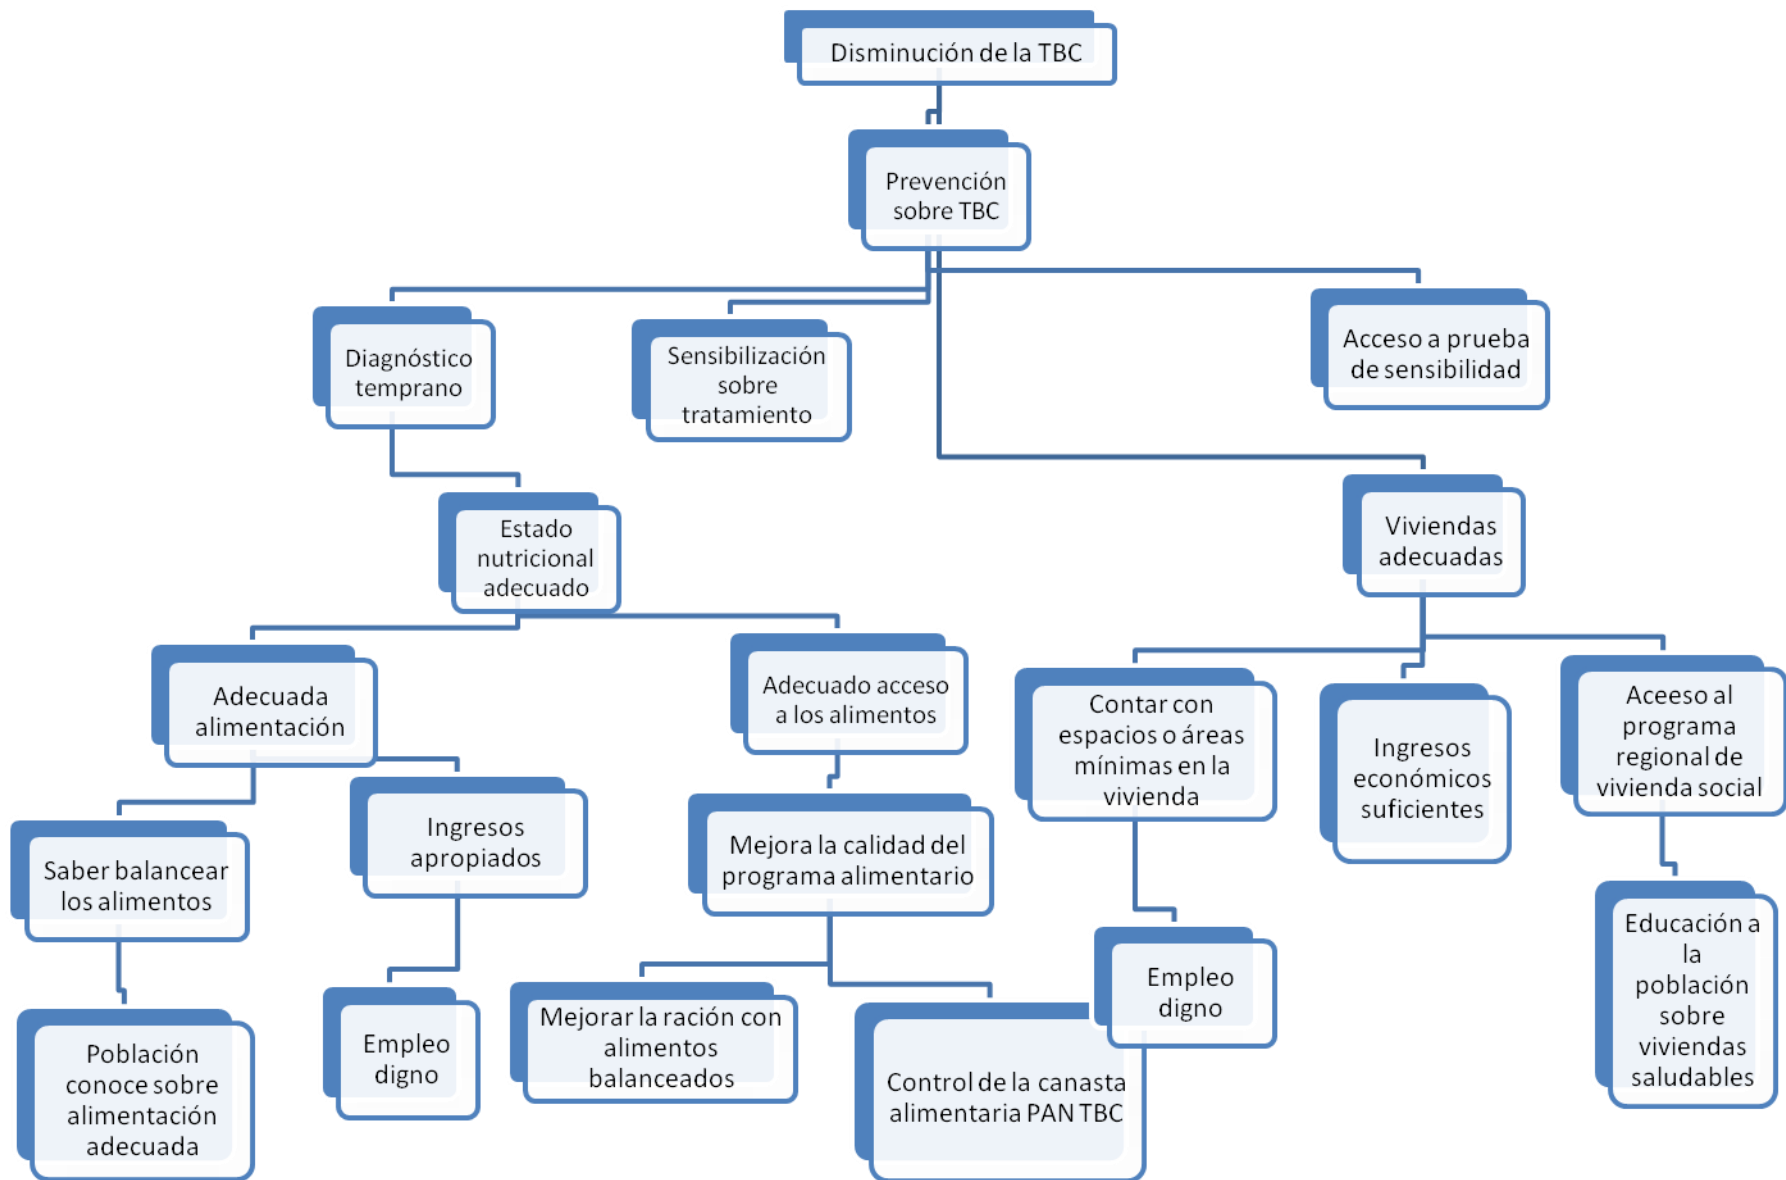 Disminución de la TBC
Prevención
sobre TBC
Diagnóstico
temprano
Sensibilización
sobre
tratamiento
Acceso a prueba
de sensibilidad
Estado
nutricional
adecuado
Viviendas
adecuadas
Adecuada
alimentación
Adecuado acceso
a los alimentos
Contar con
espacios o áreas
mínimas en la
vivienda
Ingresos
económicos
suficientes
Aceeso al
programa
regional de
vivienda social
Saber balancear
los alimentos
Ingresos
apropiados
Mejora la calidad del
programa alimentario
Empleo
digno
Educación a
la
población
sobre
viviendas
saludables
Población
conoce sobre
alimentación
adecuada
Empleo
digno
Mejorar la ración con
alimentos
balanceados
Control de la canasta
alimentaria PAN TBC